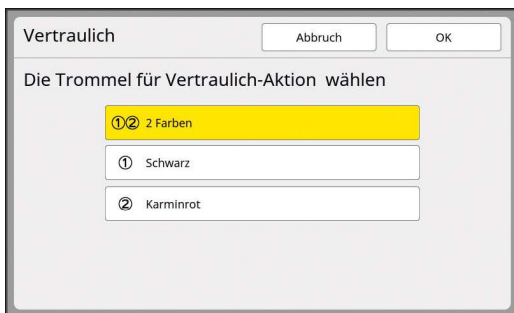 Vertraulich Abbruch OK
Die Trommel für Vertraulich-Aktion wählen
①② 2 Farben
① Schwarz
② Karminrot